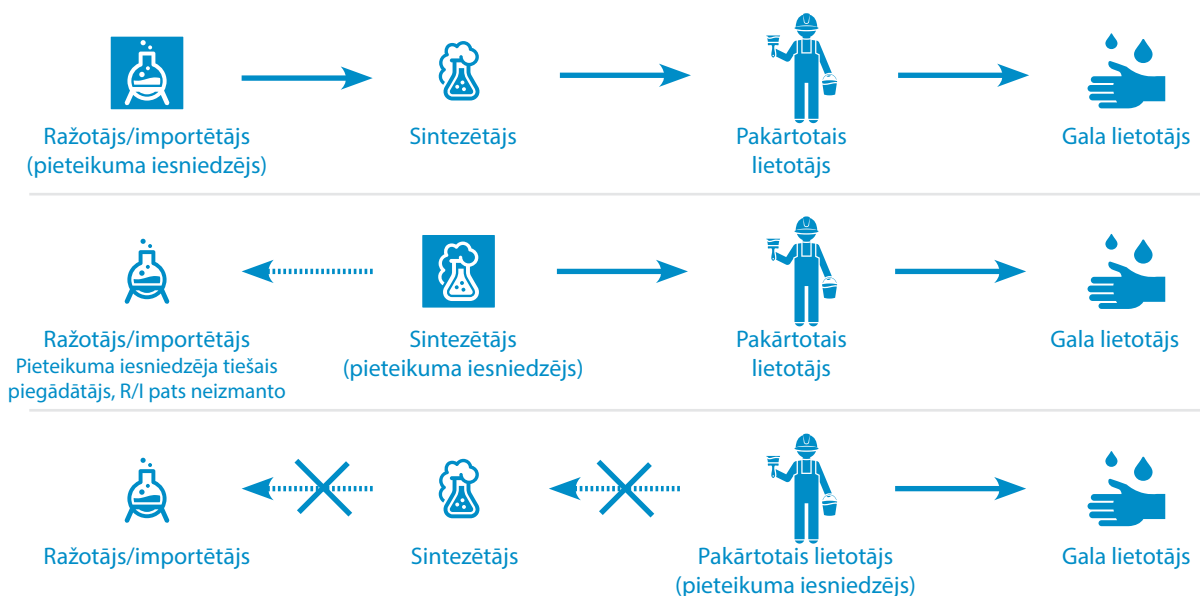 Ražotājs/importētājs
(pieteikuma iesniedzējs)
Sintezētājs
Pakārtotais
lietotājs
Gala lietotājs
Ražotājs/importētājs
Pieteikuma iesniedzēja tiešais
piegādātājs, R/I pats neizmanto
Sintezētājs
(pieteikuma iesniedzējs)
Pakārtotais
lietotājs
Gala lietotājs
Ražotājs/importētājs
Sintezētājs
Pakārtotais lietotājs
(pieteikuma iesniedzējs)
Gala lietotājs